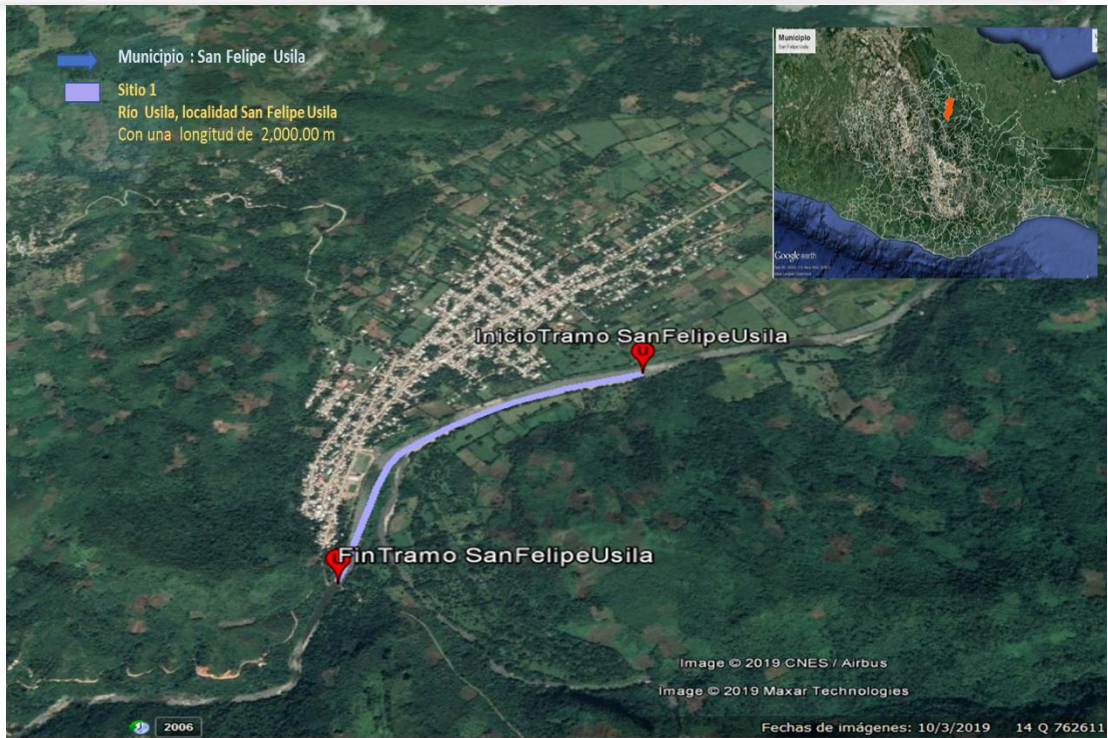 Municipio : San Felipe Usila
Sitio 1
Río Usila, localidad San Felipe Usila
Con una longitud de 2,000.00 m
Municipio
San Felipe Usila
Google earth
InicioTramo SanFelipeUsila
FinTramo SanFelipeUsila
Image © 2019 CNES / Airbus
Image © 2019 Maxar Technologies
2006
Fechas de imágenes: 10/3/2019 14 Q 762611